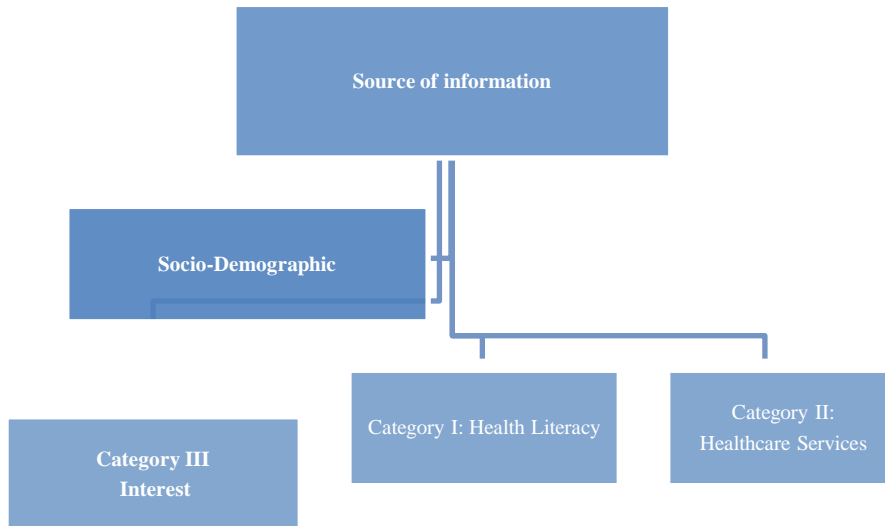 Source of information
Socio-Demographic
Category I: Health Literacy
Category II:
Healthcare Services
Category III
Interest